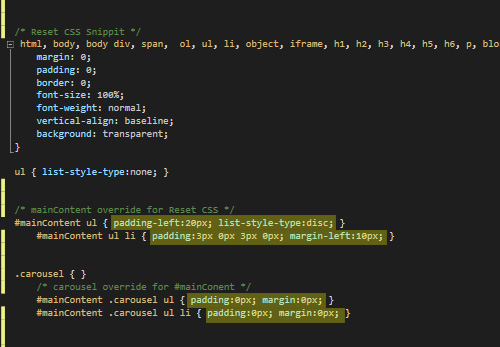 /* Reset CSS Snippit */
html, body, body div, span,  ol, ul, li, object, iframe, h1, h2, h3, h4, h5, h6, p, blo
margin: 0;
padding: 0;
border: 0;
font-size: 100%;
font-weight: normal;
vertical-align: baseline;
background: transparent;
}
ul { list-style-type:none; }
/* mainContent override for Reset CSS */
#mainContent ul { padding-left:20px; list-style-type:disc; }
#mainContent ul li { padding:3px 0px 3px 0px; margin-left:10px; }
.carousel { }
/* carousel override for #mainConent */
#mainContent .carousel ul { padding:0px; margin:0px; }
#mainContent .carousel ul li { padding:0px; margin:0px; }